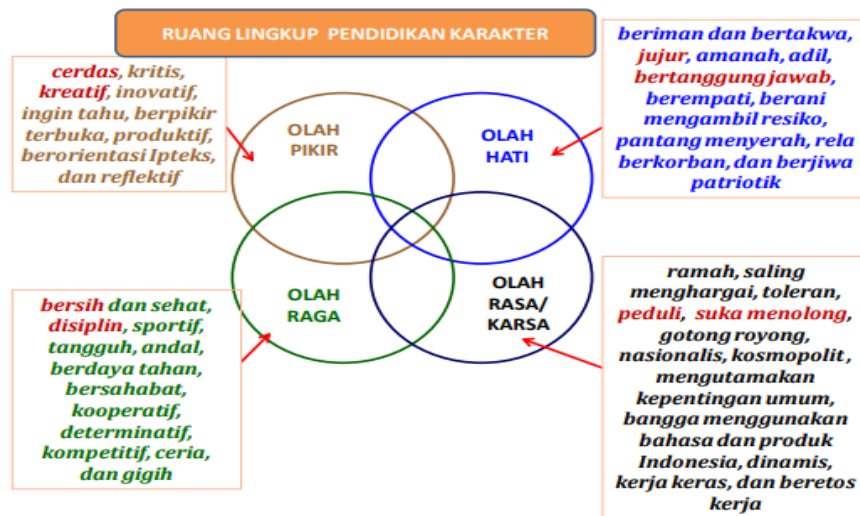 RUANG LINGKUP PENDIDIKAN KARAKTER
cerdas, kritis,
kreatif, inovatif,
ingin tahu, berpikir
terbuka, produktif,
berorientasi Ipteks,
dan reflektif
OLAH
PIKIR
OLAH
HATI
beriman dan bertakwa,
jujur, amanah, adil,
bertanggung jawab,
berempati, berani
mengambil resiko,
pantang menyerah, rela
berkorban, dan berjiwa
patriotik
bersih dan sehat,
disiplin, sportif,
tangguh, andal,
berdaya tahan,
bersahabat,
kooperatif,
determinatif,
kompetitif, ceria,
dan gigih
OLAH
RAGA
OLAH
RASA/
KARSA
ramah, saling
menghargai, toleran,
peduli, suka menolong,
gotong royong,
nasionalis, kosmopolit ,
mengutamakan
kepentingan umum,
bangga menggunakan
bahasa dan produk
Indonesia, dinamis,
kerja keras, dan beretos
kerja